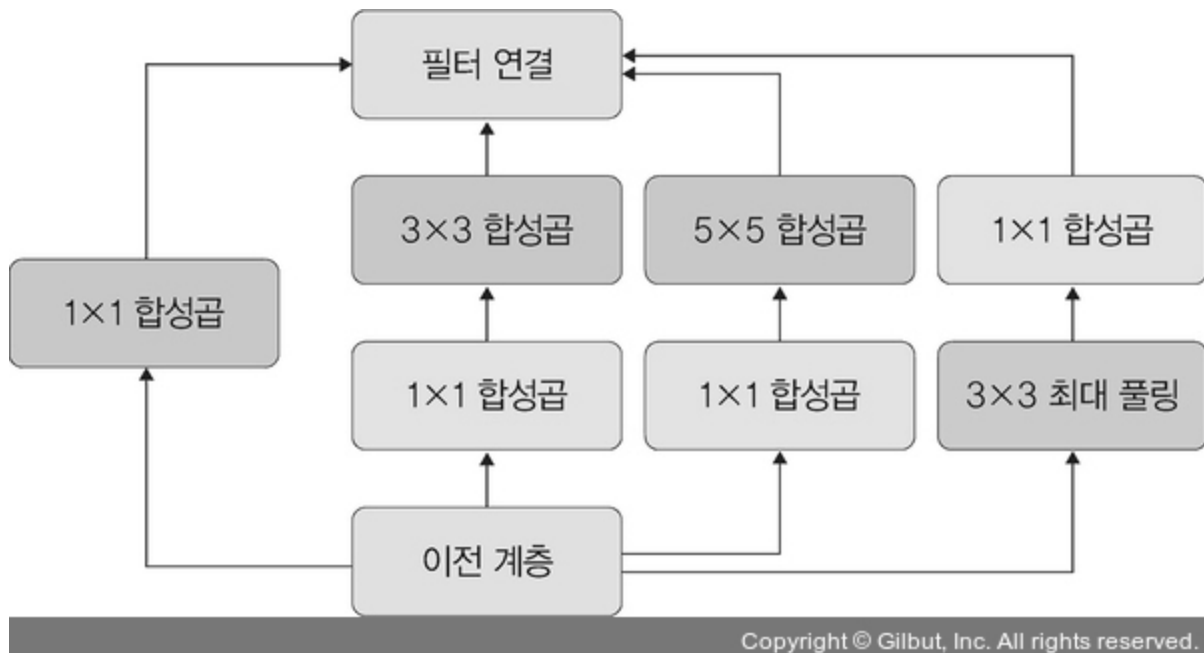 필터 연결
3×3 합성곱
5×5 합성곱
1×1 합성곱
1×1 합성곱
1×1 합성곱
1×1 합성곱
3×3 최대 풀링
이전 계층
Copyright © Gilbut, Inc. All rights reserved.